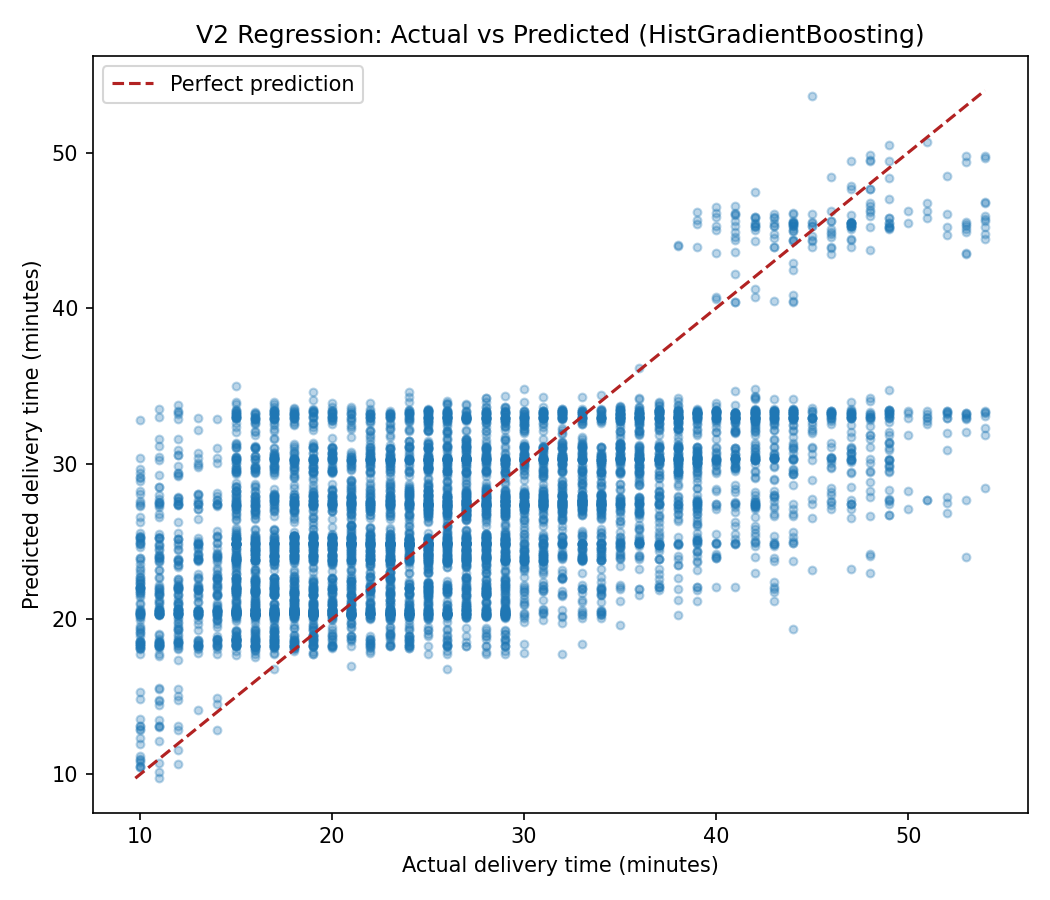 V2 Regression: Actual vs Predicted (HistGradientBoosting)
Perfect prediction
Predicted delivery time (minutes)
50
40
30
20
10
10 20 30 40 50
Actual delivery time (minutes)